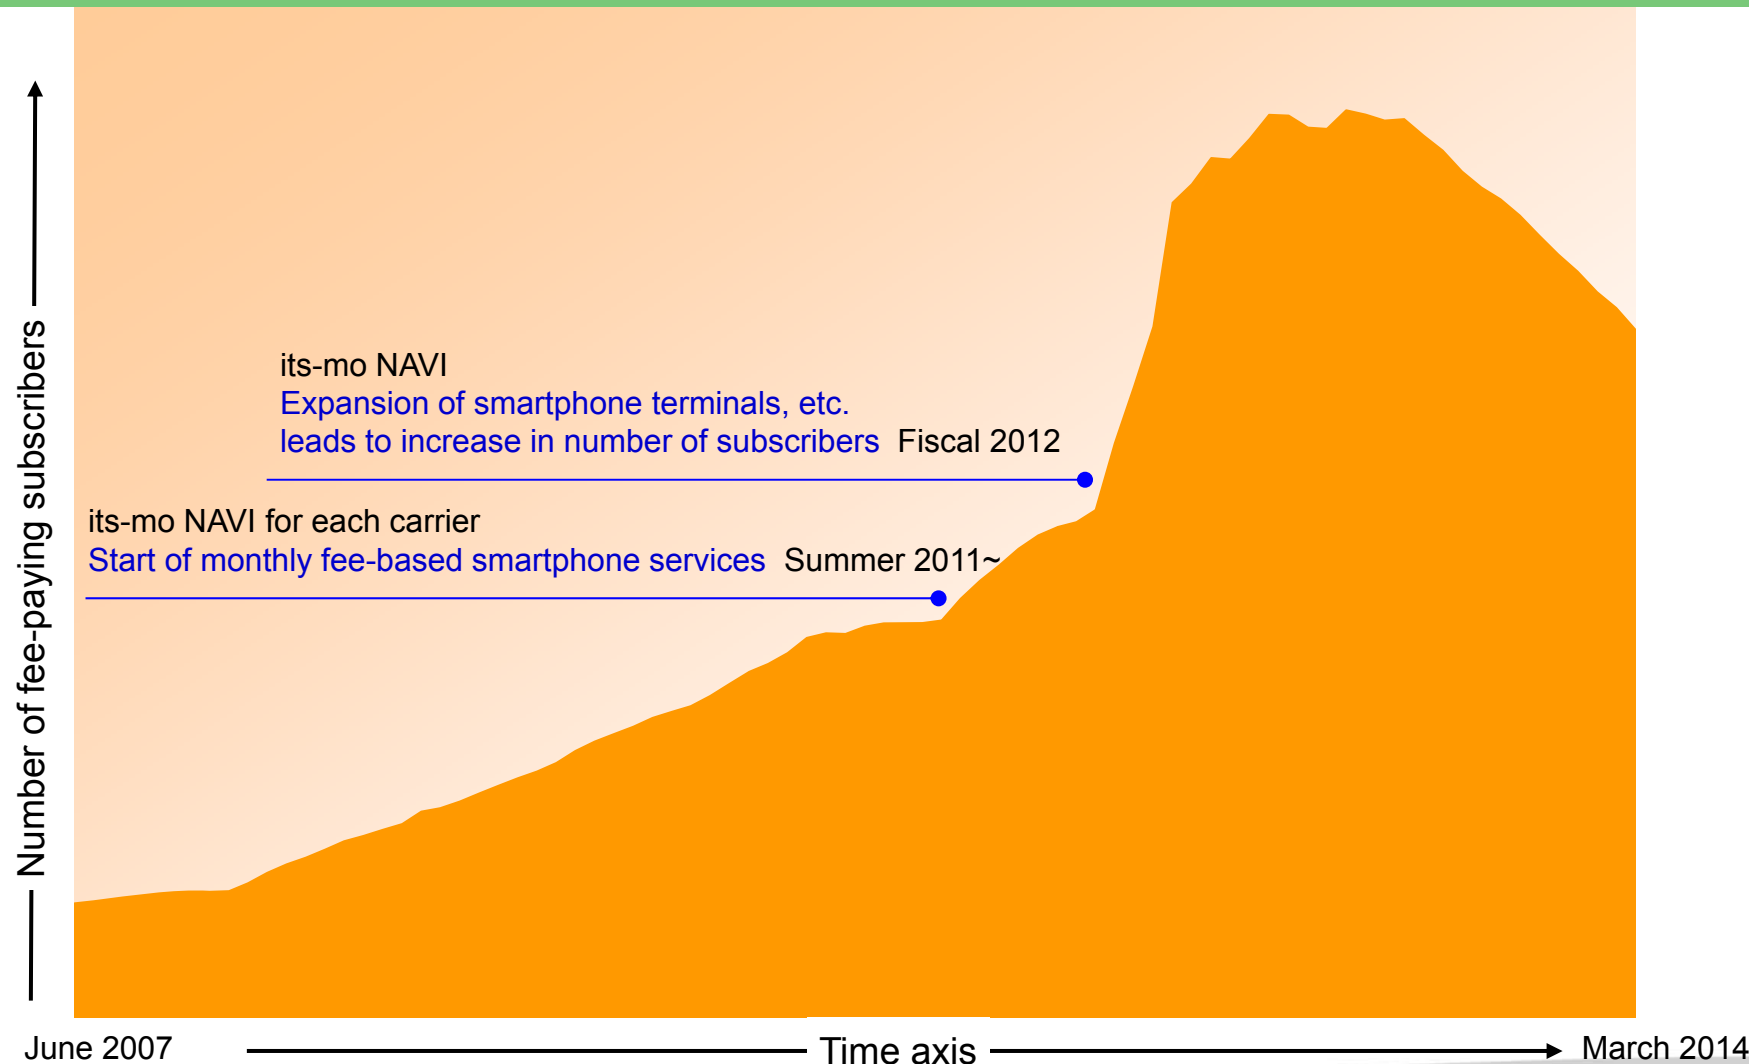 Number of fee-paying subscribers
its-mo NAVI
Expansion of smartphone terminals, etc.
leads to increase in number of subscribers Fiscal 2012
its-mo NAVI for each carrier
Start of monthly fee-based smartphone services Summer 2011~
June 2007
Time axis
March 2014